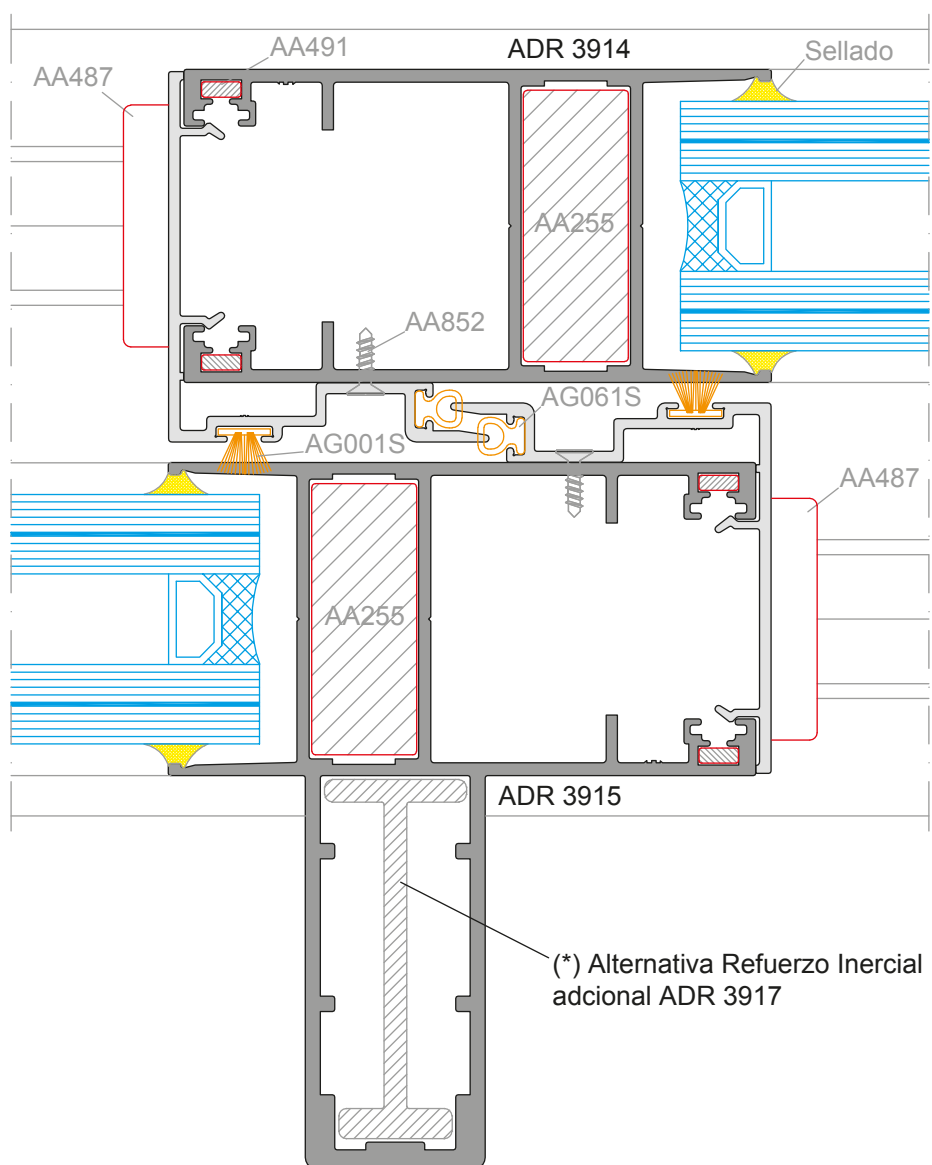 ADR 3914
AA491
Sellado
AA487
AA255
AA852
AG061S
AG001S
AA487
AA255
ADR 3915
(*) Alternativa Refuerzo Inercial
adcional ADR 3917